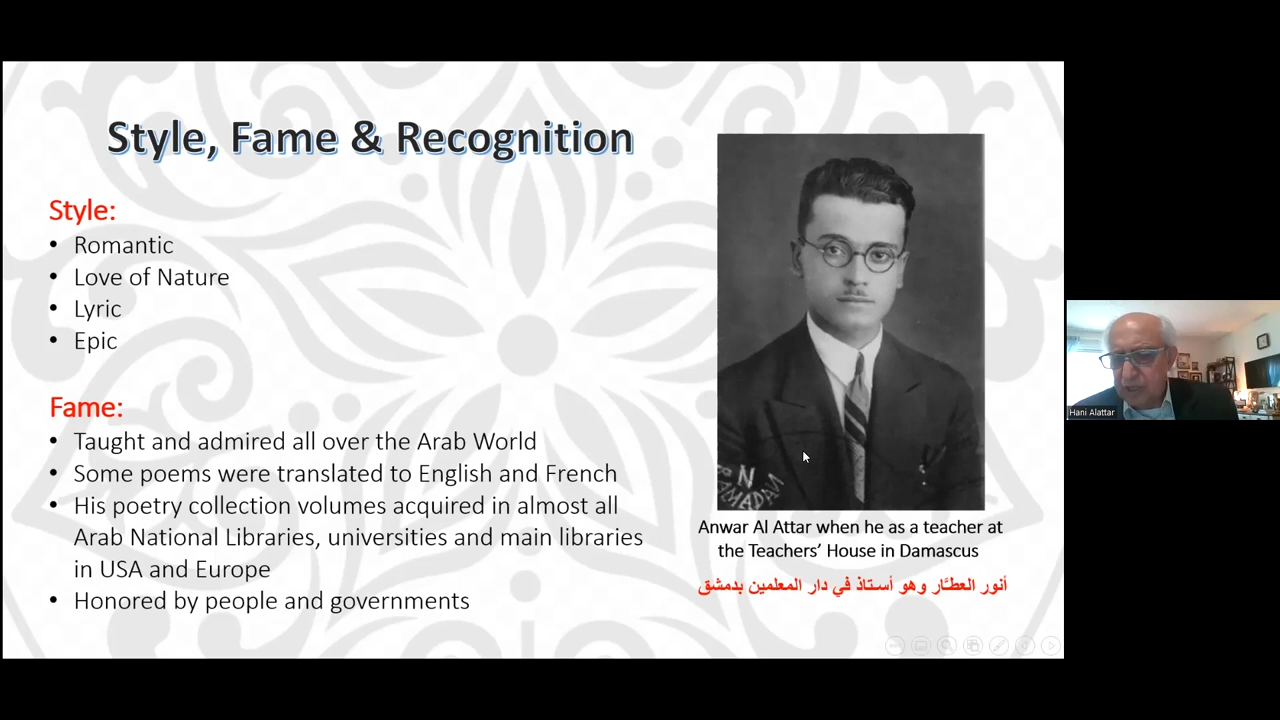 Style, Fame & Recognition
Style:
• Romantic
• Love of Nature
• Lyric
• Epic
Fame:
• Taught and admired all over the Arab World
• Some poems were translated to English and French
• His poetry collection volumes acquired in almost all
Arab National Libraries, universities and main libraries
in USA and Europe
• Honored by people and governments
N
RAMADAN
Anwar Al Attar when he as a teacher at
the Teachers’ House in Damascus
أنور العطَّار وهو أستاذ في دار المعلمين بدمشق
Hani Alattar